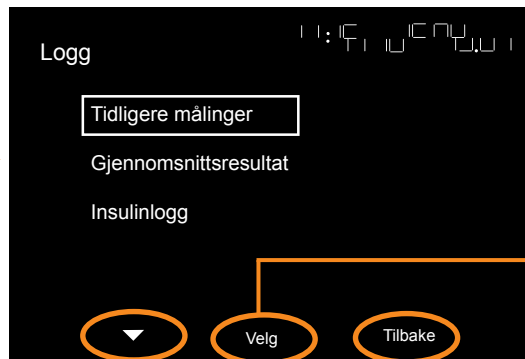 Logg
Tidligere målinger
Gjennomsnittsresultat
Insulinlogg
Velg
Tilbake